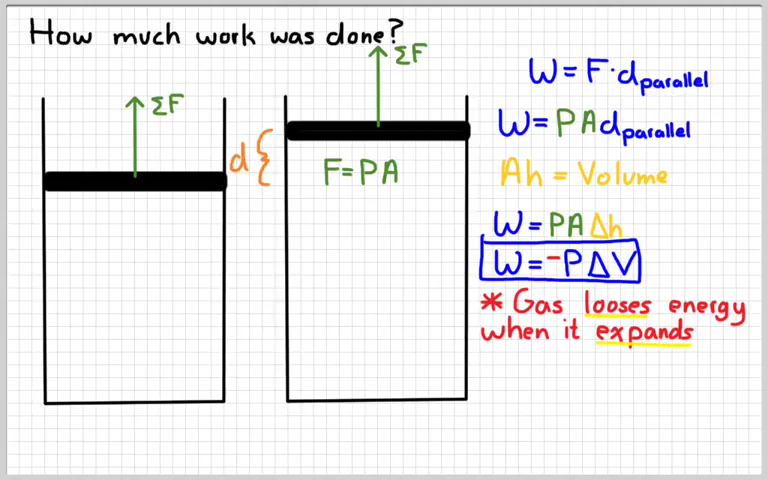 How much work was done?
ΣF
ΣF
d
F=PA
W = F·dparallel
W = PAdparallel
Ah = Volume
W = PAΔh
W = -PΔV
* Gas looses energy
when it expands